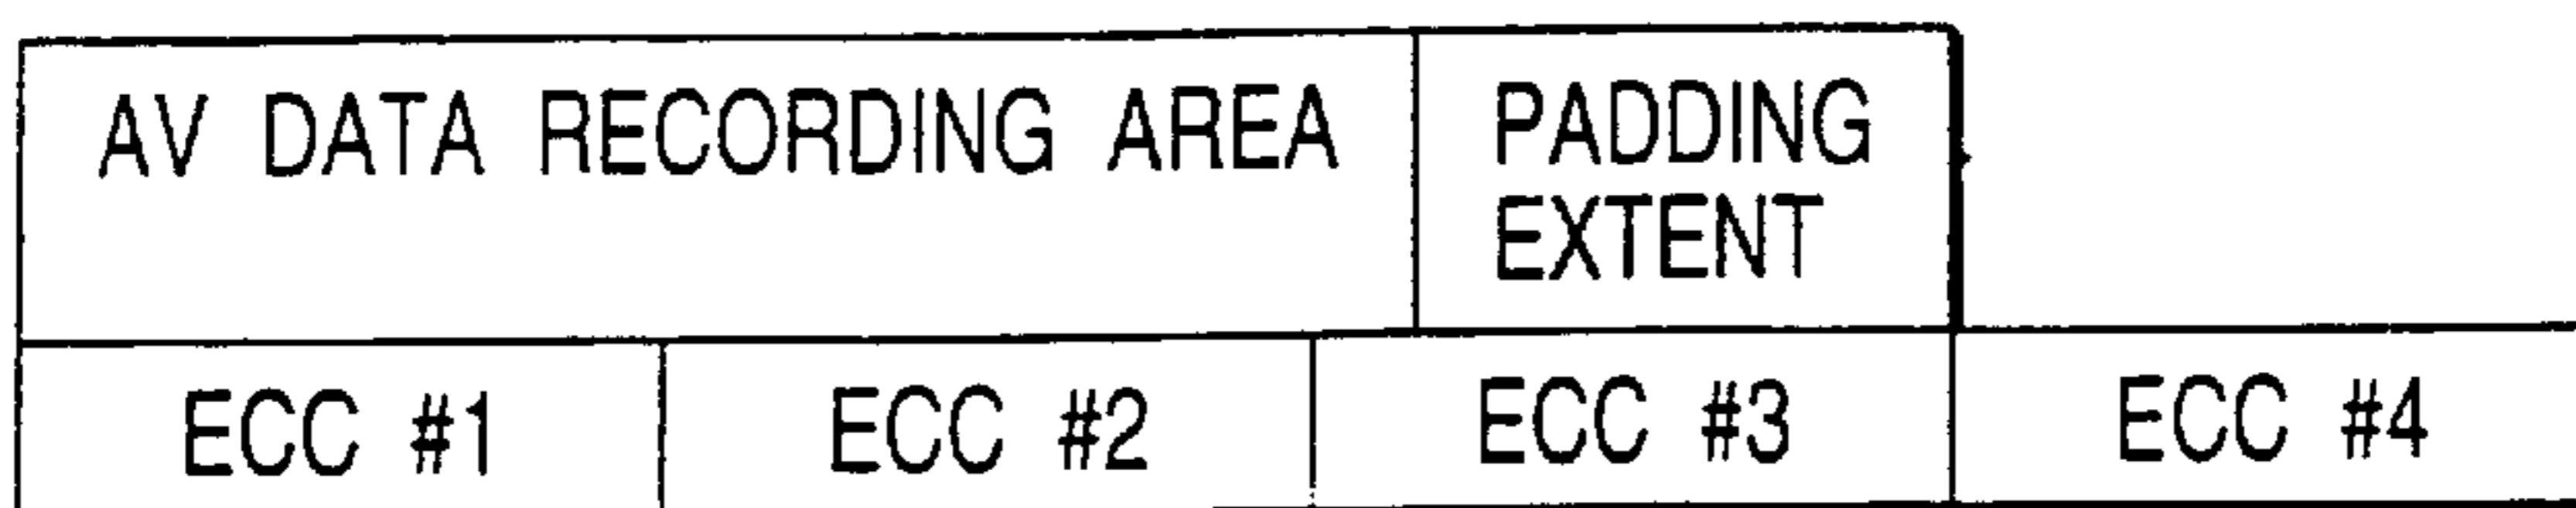 AV DATA RECORDING AREA
PADDING
EXTENT
ECC #1
ECC #2
ECC #3
ECC #4